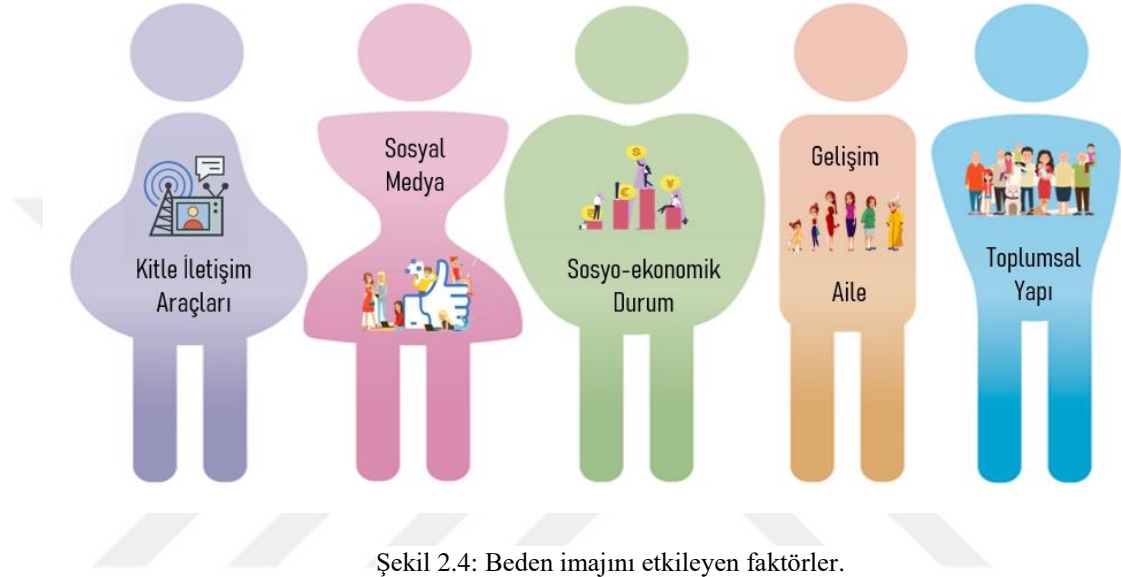 Kitle İletişim
Araçları
Sosyal
Medya
Sosyo-ekonomik
Durum
Gelişim
Aile
Toplumsal
Yapı
Şekil 2.4: Beden imajını etkileyen faktörler.